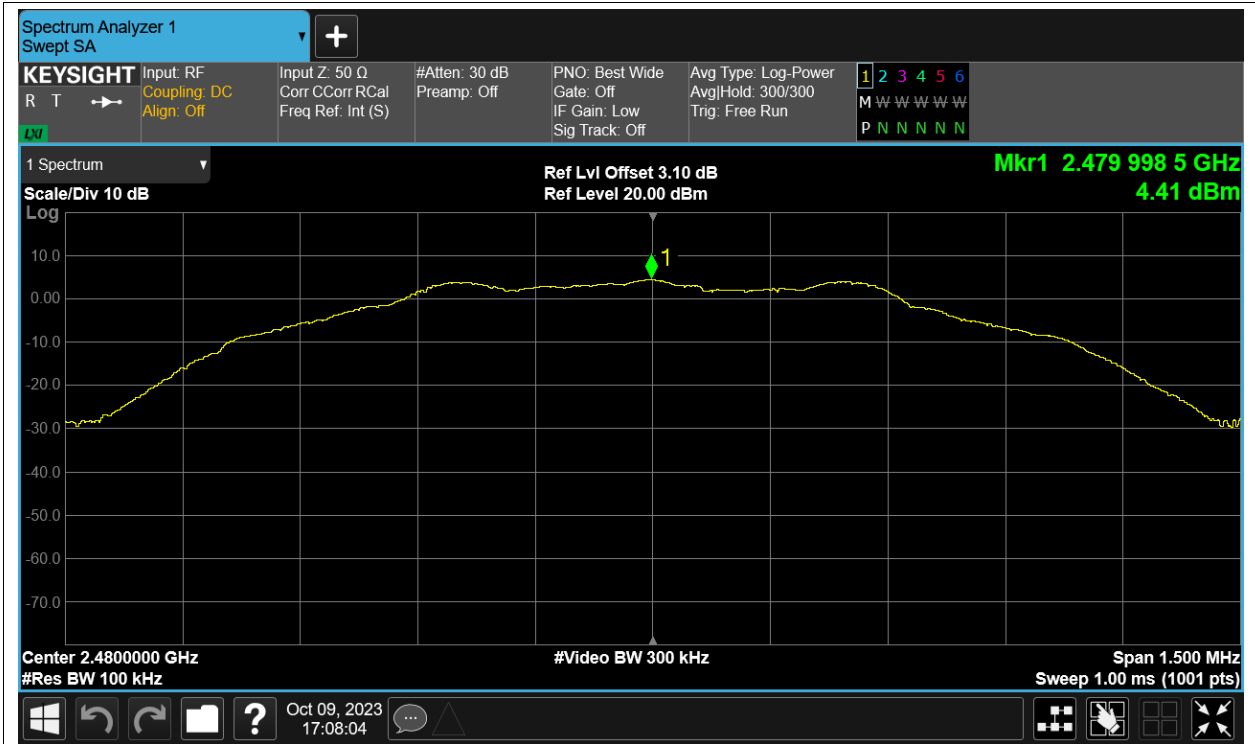 Spectrum Analyzer 1
Swept SA
KEYSIGHT
R T
LXI
Input: RF
Coupling: DC
Align: Off
Input Z: 50 Ω
Corr CCorr RCal
Freq Ref: Int (S)
#Atten: 30 dB
Preamp: Off
PNO: Best Wide
Gate: Off
IF Gain: Low
Sig Track: Off
Avg Type: Log-Power
Avg|Hold: 300/300
Trig: Free Run
1 2 3 4 5 6
M W W W W W
P N N N N N
1 Spectrum
Scale/Div 10 dB
Log
Ref Lvl Offset 3.10 dB
Ref Level 20.00 dBm
Mkr1 2.479 998 5 GHz
4.41 dBm
1
10.0
0.00
-10.0
-20.0
-30.0
-40.0
-50.0
-60.0
-70.0
Center 2.4800000 GHz
#Res BW 100 kHz
#Video BW 300 kHz
Span 1.500 MHz
Sweep 1.00 ms (1001 pts)
?
Oct 09, 2023
17:08:04